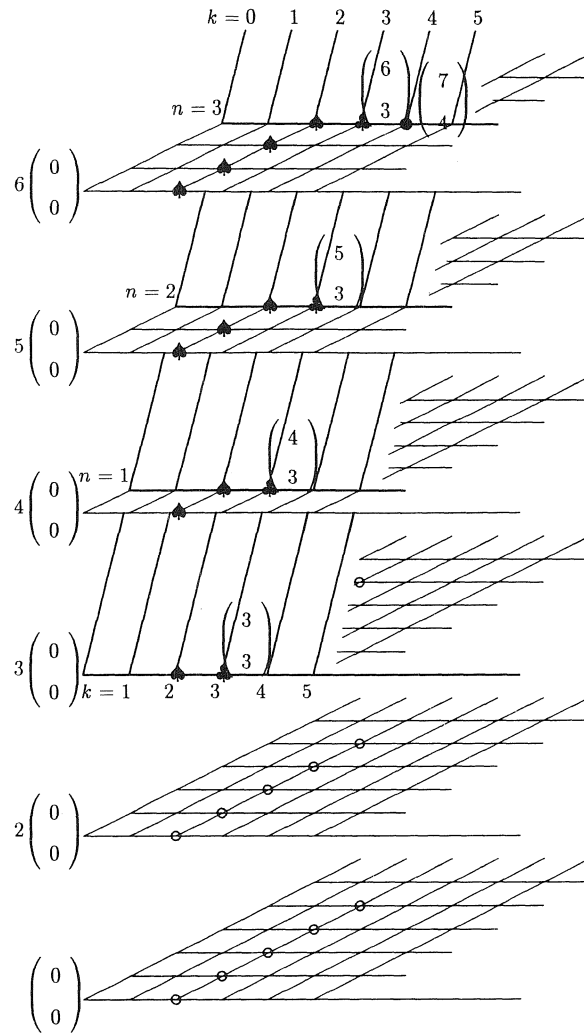 k = 0 1 2 3 4 5
n = 3 ( 6 3 ) ( 7 4 )
6 ( 0 0 )
n = 2 ( 5 3 )
5 ( 0 0 )
n = 1 ( 4 3 )
4 ( 0 0 )
( 3 3 )
3 ( 0 0 )
k = 1 2 3 4 5
2 ( 0 0 )
( 0 0 )